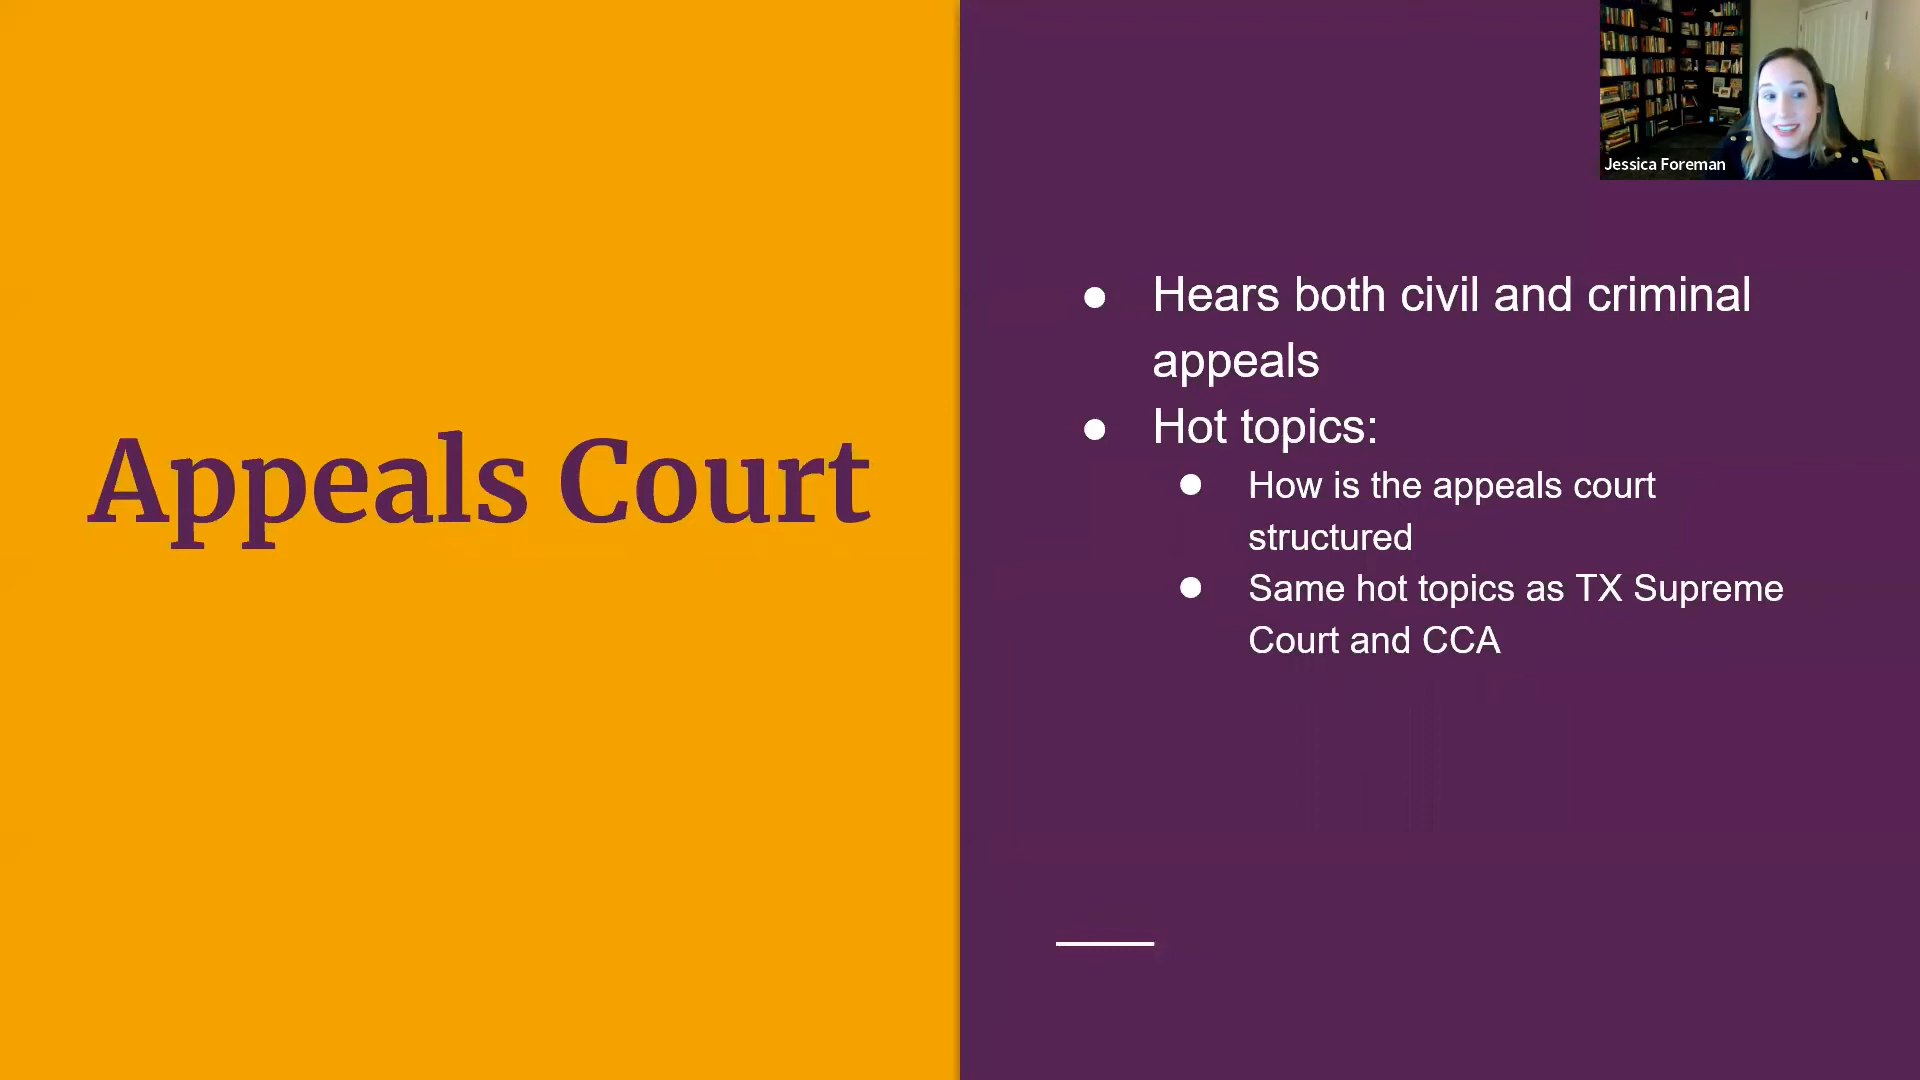 Jessica Foreman
Appeals Court
● Hears both civil and criminal
appeals
● Hot topics:
● How is the appeals court
structured
● Same hot topics as TX Supreme
Court and CCA